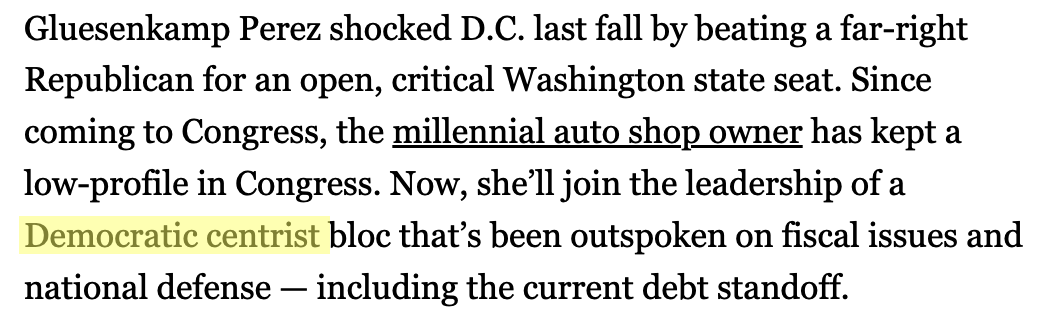 Gluesenkamp Perez shocked D.C. last fall by beating a far-right
Republican for an open, critical Washington state seat. Since
coming to Congress, the millennial auto shop owner has kept a
low-profile in Congress. Now, she’ll join the leadership of a
Democratic centrist bloc that’s been outspoken on fiscal issues and
national defense — including the current debt standoff.